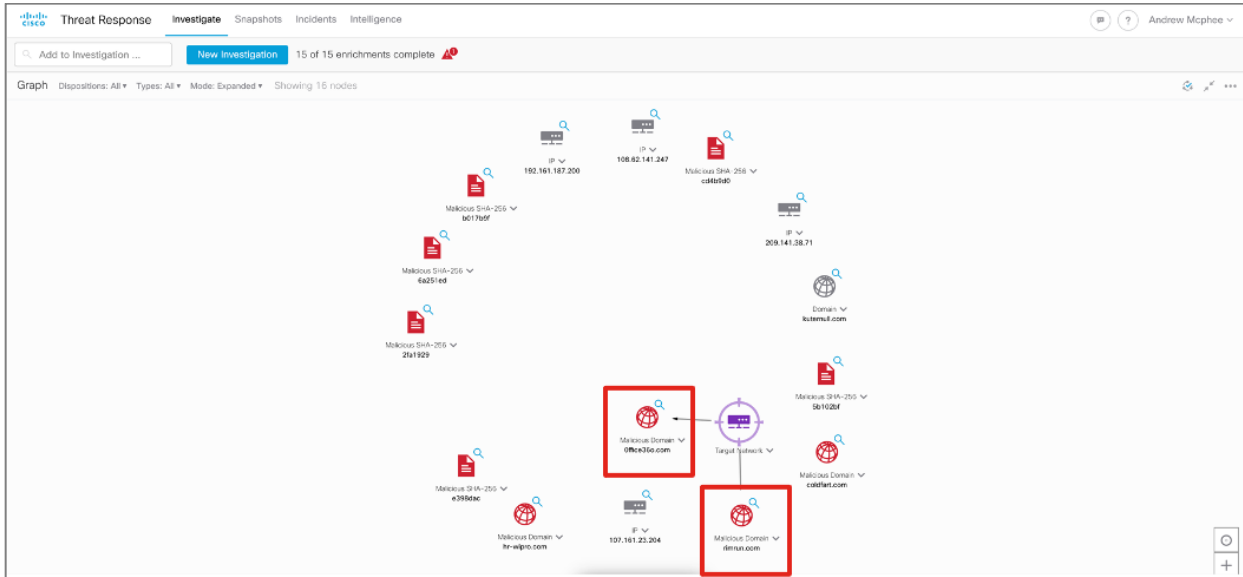 cisco
Threat Response Investigate Snapshots Incidents Intelligence ? Andrew Mcphee
Add to Investigation ... New Investigation 15 of 15 enrichments complete
Graph Dispositions: All Types: All Mode: Expanded Showing 16 nodes
IP
192.161.187.200
IP
108.62.141.247
Malicious SHA-256
cd4b9d0
Malicious SHA-256
b017b9f
IP
209.141.38.71
Malicious SHA-256
6a251ed
Domain
kutemull.com
Malicious SHA-256
2fa1929
Malicious SHA-256
5b102bf
Malicious Domain
0ffice36o.com
Target Network
Malicious Domain
coldfart.com
Malicious SHA-256
e398dac
Malicious Domain
hr-wipro.com
IP
107.161.23.204
Malicious Domain
rimrun.com